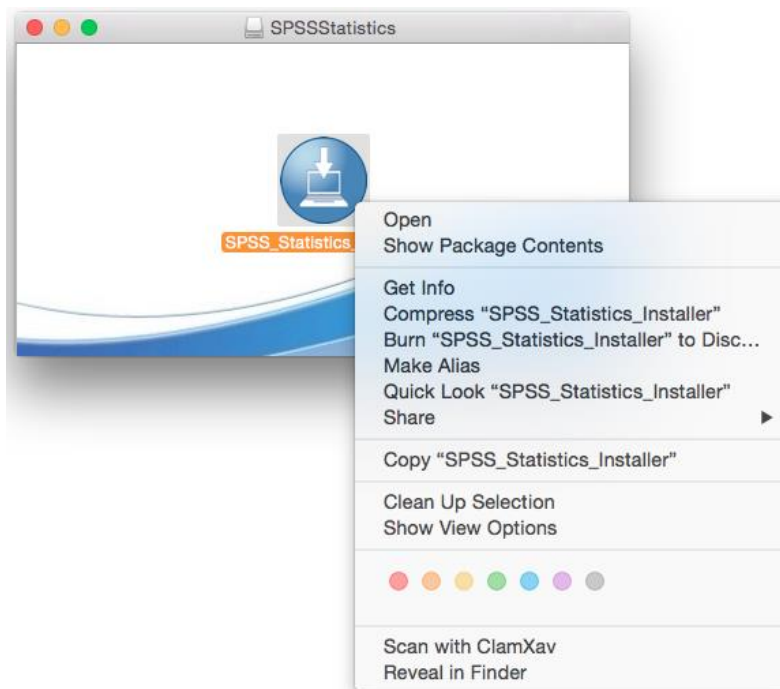 SPSSStatistics
SPSS_Statistics_
Open
Show Package Contents
Get Info
Compress “SPSS_Statistics_Installer”
Burn “SPSS_Statistics_Installer” to Disc...
Make Alias
Quick Look “SPSS_Statistics_Installer”
Share
Copy “SPSS_Statistics_Installer”
Clean Up Selection
Show View Options
Scan with ClamXav
Reveal in Finder